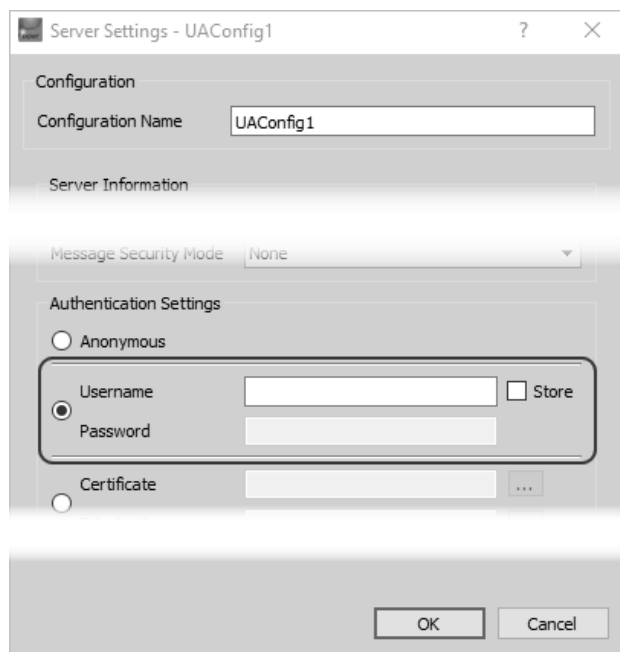 Server Settings - UAConfig1 ?
Configuration
Configuration Name UAConfig1
Server Information
Message Security Mode None
Authentication Settings
Anonymous
Username Store
Password
Certificate ...
OK Cancel